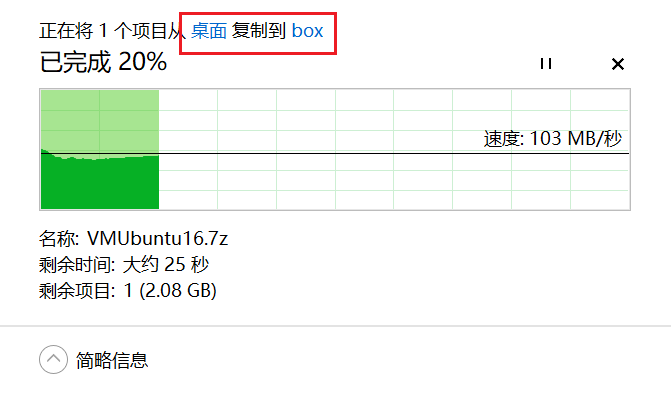 正在将 1 个项目从 桌面 复制到 box
已完成 20%
速度: 103 MB/秒
名称: VMUbuntu16.7z
剩余时间: 大约 25 秒
剩余项目: 1 (2.08 GB)
简略信息